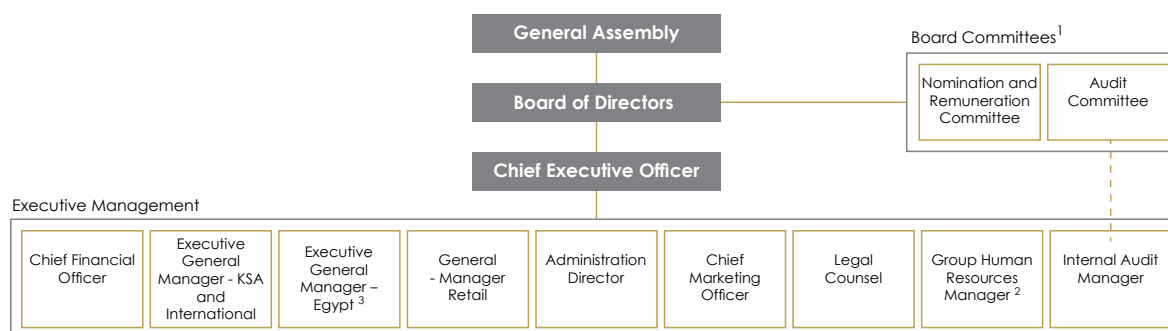 General Assembly
Board Committees1
Nomination and
Remuneration
Committee
Audit
Committee
Board of Directors
Chief Executive Officer
Executive Management
Chief Financial
Officer
Executive
General
Manager - KSA
and
International
Executive
General
Manager –
Egypt 3
General
- Manager
Retail
Administration
Director
Chief
Marketing
Officer
Legal
Counsel
Group Human
Resources
Manager 2
Internal Audit
Manager